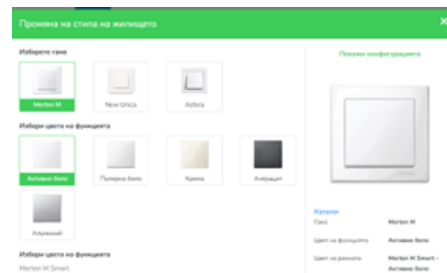 Промяна на стила на жилището
Изберете гама
Merten M
New Unica
Asfora
Избери цвета на функцията
Активно бяло
Полярно бяло
Крема
Антрацит
Алуминий
Избери цвета на функцията
Merten M Smart
Покажи конфигурацията
Каталог
Гама Merten M
Цвят на функцията Активно бяло
Цвят на рамката Merten M Smart -
Активно бяло